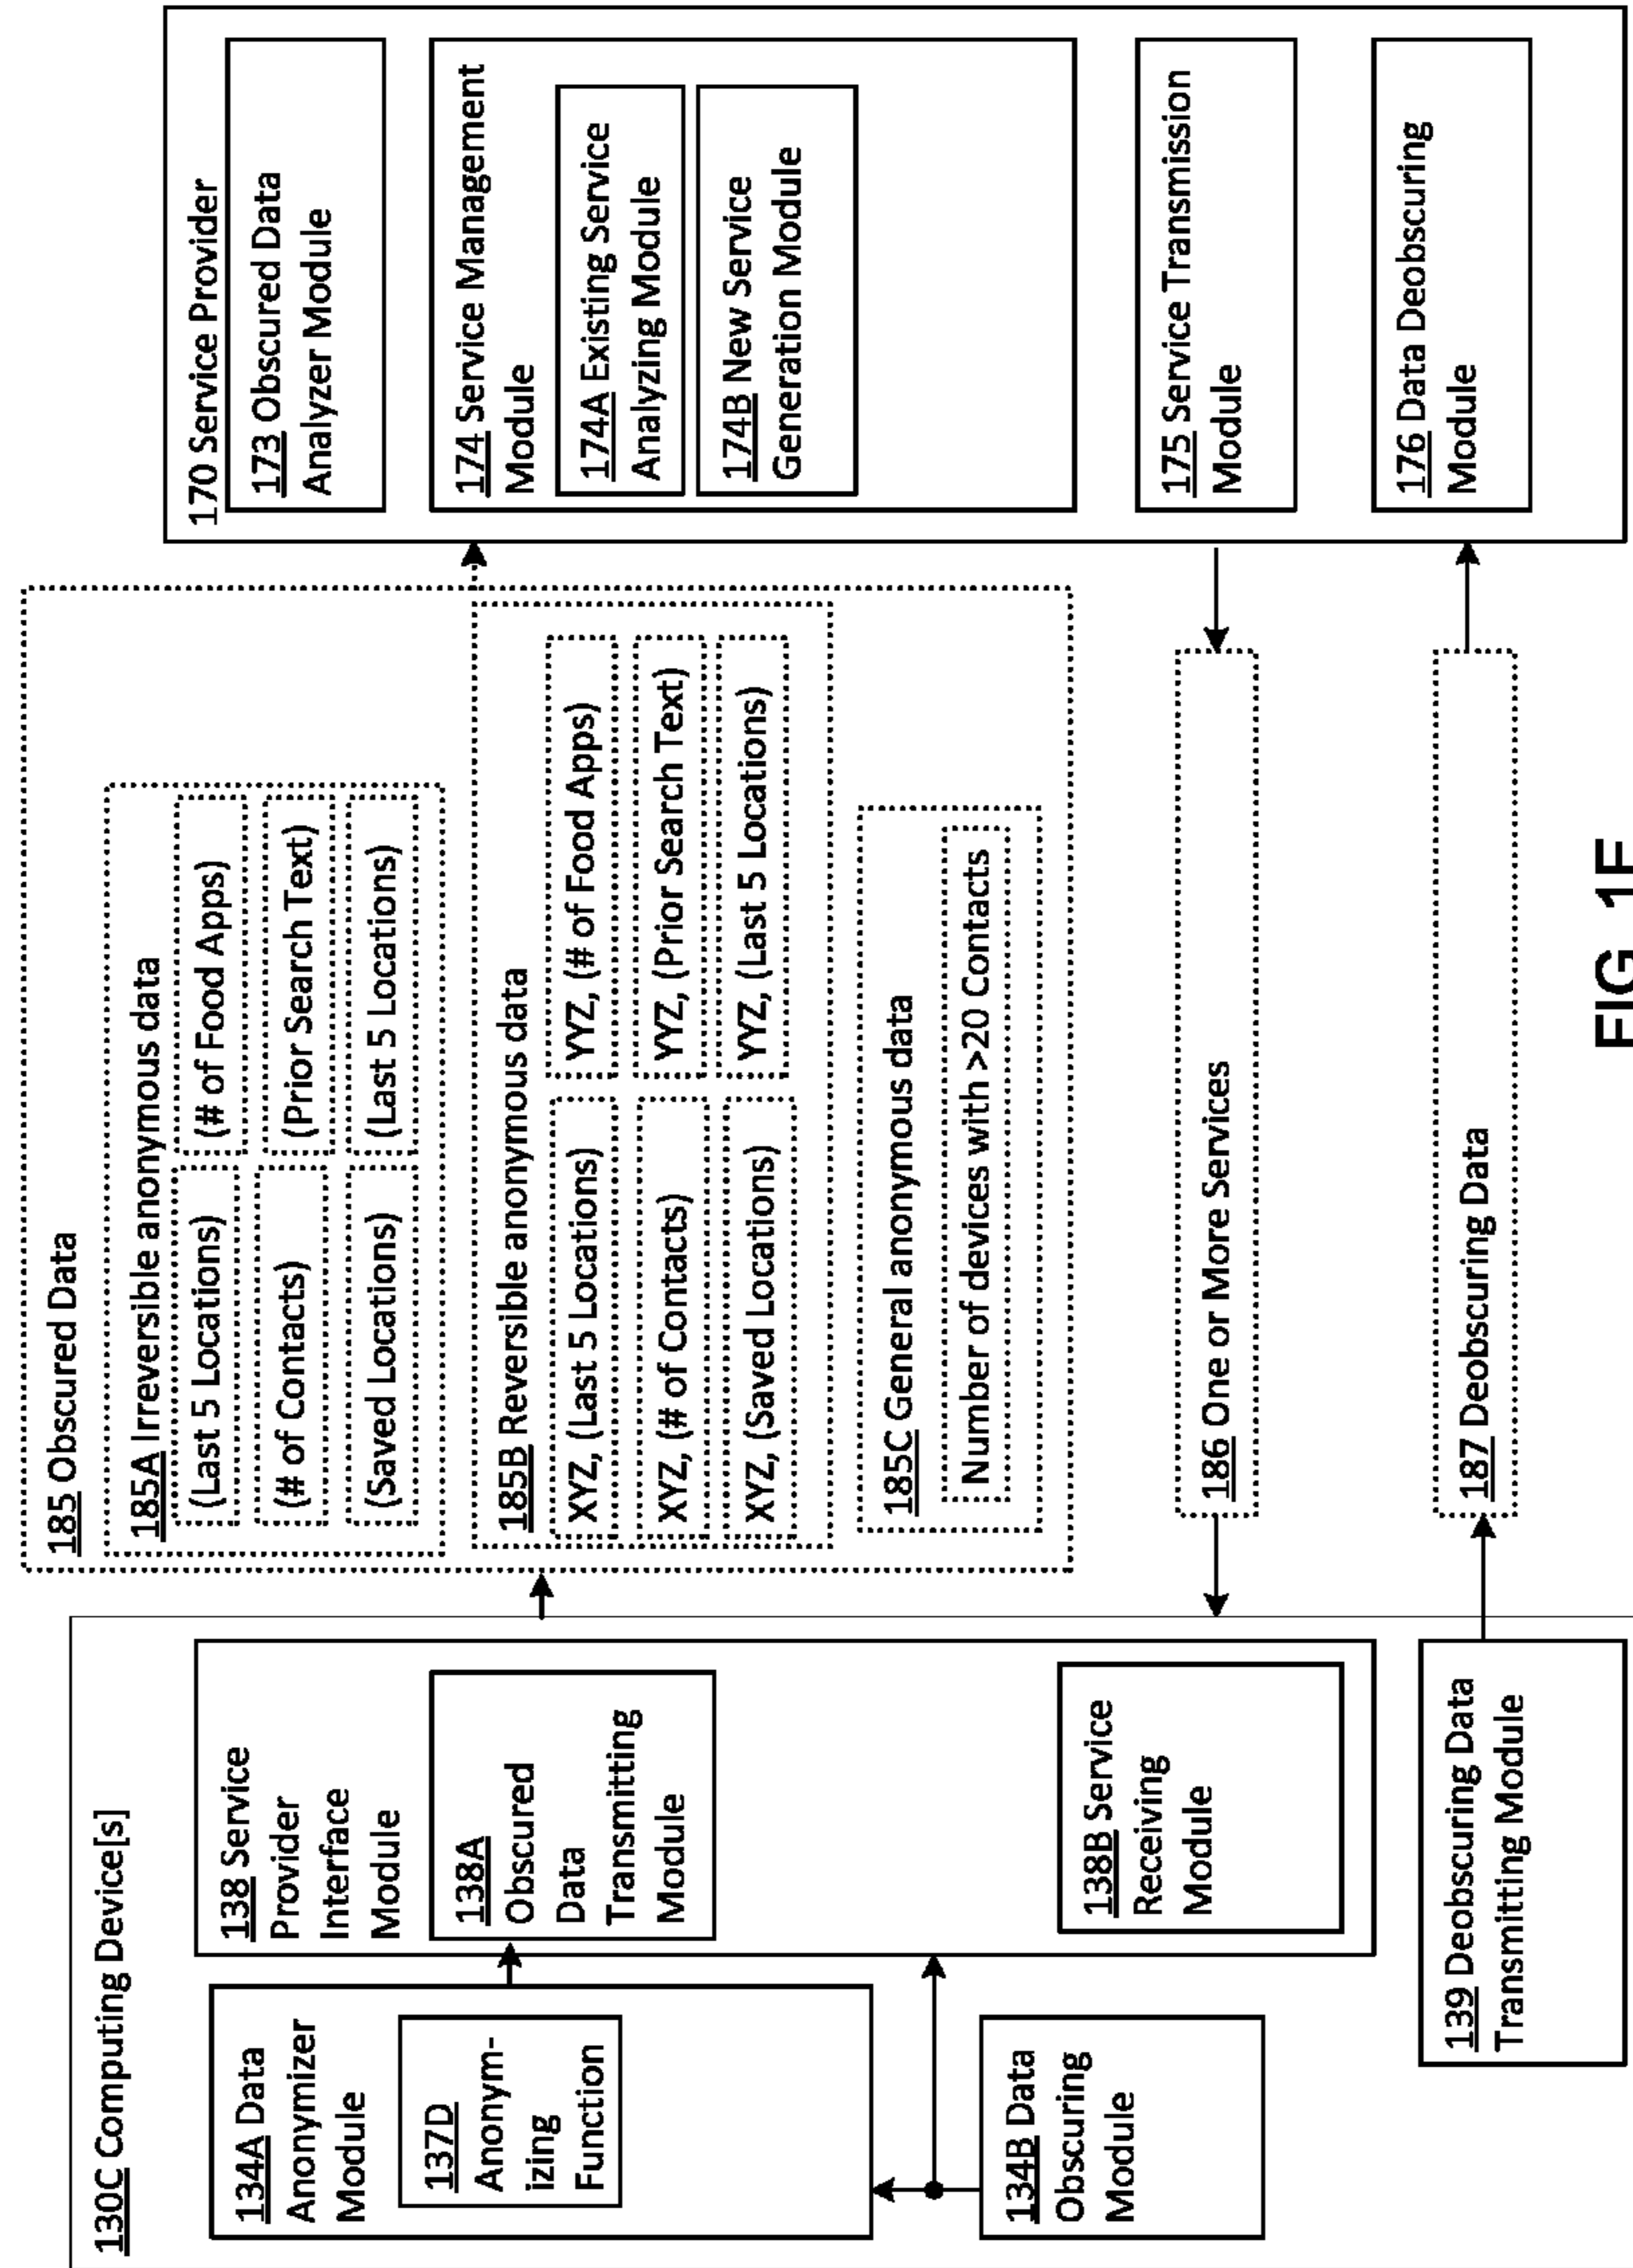 130C Computing Device[s]
134A Data
Anonymizer
Module
137D
Anonym-
izing
Function
134B Data
Obscuring
Module
138 Service
Provider
Interface
Module
138A
Obscured
Data
Transmitting
Module
138B Service
Receiving
Module
139 Deobscuring Data
Transmitting Module
185 Obscured Data
185A Irreversible anonymous data
(Last 5 Locations)
(# of Food Apps)
(# of Contacts)
(Prior Search Text)
(Saved Locations)
(Last 5 Locations)
185B Reversible anonymous data
XYZ, (Last 5 Locations)
YYZ, (# of Food Apps)
XYZ, (# of Contacts)
YYZ, (Prior Search Text)
XYZ, (Saved Locations)
YYZ, (Last 5 Locations)
185C General anonymous data
Number of devices with >20 Contacts
186 One or More Services
187 Deobscuring Data
170 Service Provider
173 Obscured Data
Analyzer Module
174 Service Management
Module
174A Existing Service
Analyzing Module
174B New Service
Generation Module
175 Service Transmission
Module
176 Data Deobscuring
Module